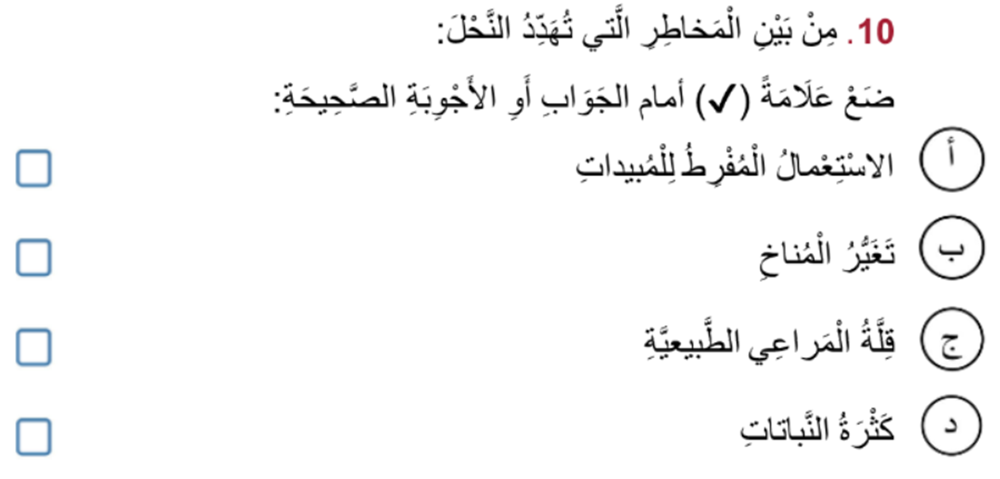 10. مِنْ بَيْنِ الْمَخاطِرِ الَّتي تُهَدِّدُ النَّحْلَ:
ضَعْ عَلَامَةً (✓) أمام الجَوَابِ أَوِ الأَجْوِبَةِ الصَّحِيحَةِ:
أ الاسْتِعْمالُ الْمُفْرِطُ لِلْمُبيداتِ
ب تَغَيُّرُ الْمُناخِ
ج قِلَّةُ الْمَراعِي الطَّبيعيَّةِ
د كَثْرَةُ النَّباتاتِ